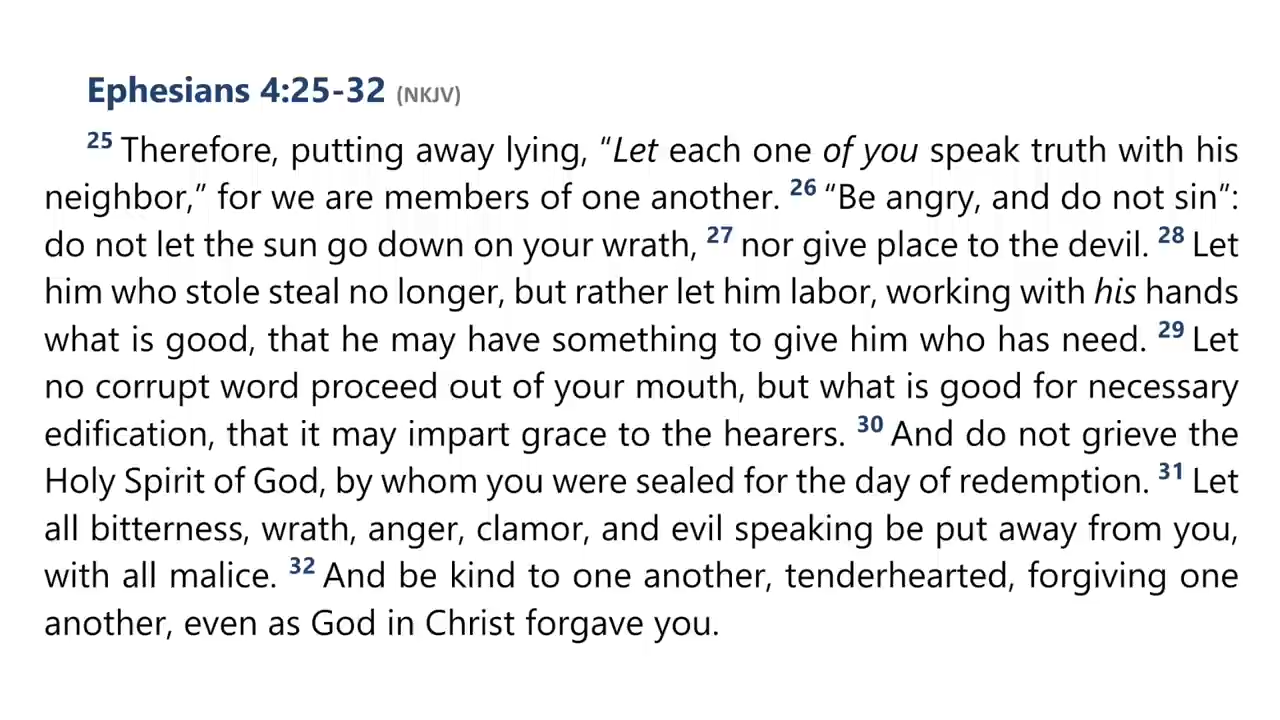 Ephesians 4:25-32 (NKJV)
25 Therefore, putting away lying, “Let each one of you speak truth with his
neighbor,” for we are members of one another. 26 “Be angry, and do not sin”:
do not let the sun go down on your wrath, 27 nor give place to the devil. 28 Let
him who stole steal no longer, but rather let him labor, working with his hands
what is good, that he may have something to give him who has need. 29 Let
no corrupt word proceed out of your mouth, but what is good for necessary
edification, that it may impart grace to the hearers. 30 And do not grieve the
Holy Spirit of God, by whom you were sealed for the day of redemption. 31 Let
all bitterness, wrath, anger, clamor, and evil speaking be put away from you,
with all malice. 32 And be kind to one another, tenderhearted, forgiving one
another, even as God in Christ forgave you.